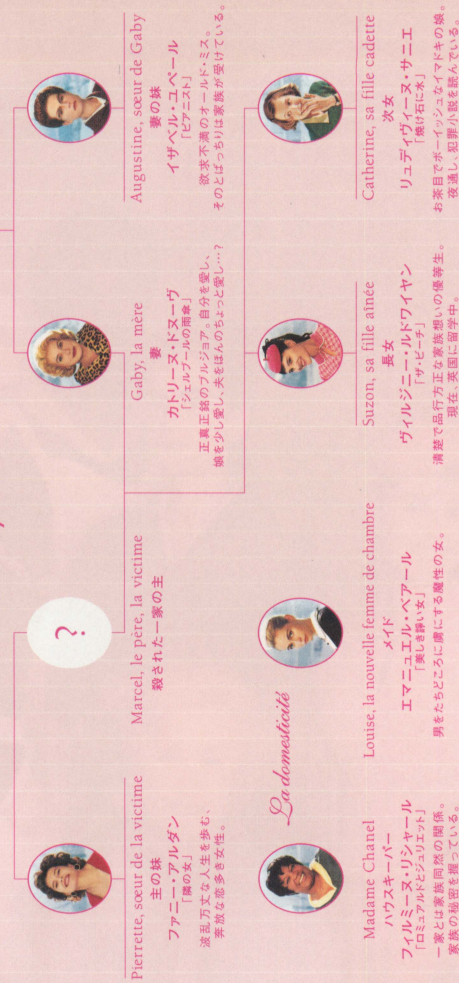 Pierrette, sœur de la victime
主の妹
ファニー・アルダン
「隣の女」
波乱万丈な人生を歩む、
奔放な恋多き女性。
?
Marcel, le père, la victime
殺された一家の主
Gaby, la mère
妻
カトリーヌ・ドヌーヴ
「シェルブールの雨傘」
正真正銘のブルジョア。自分を愛し、
娘を少し愛し、夫をほんのちょっと愛し…?
Augustine, sœur de Gaby
妻の妹
イザベル・ユペール
「ピアニスト」
欲求不満のオールド・ミス。
そのとばっちりは家族が受けている。
La domesticité
Madame Chanel
ハウスキーパー
フィルミーヌ・リシャール
「ロミュアルドとジュリエット」
一家とは家族同然の関係。
家族の秘密を握っている。
Louise, la nouvelle femme de chambre
メイド
エマニュエル・ベアール
「美しき諍い女」
男をたちどころに虜にする魔性の女。
Suzon, sa fille aînée
長女
ヴィルジニー・ルドワイヤン
「ザ・ビーチ」
清楚で品行方正な家族想いの優等生。
現在、英国に留学中。
Catherine, sa fille cadette
次女
リュディヴィーヌ・サニエ
「焼け石に水」
お茶目でボーイッシュなイマドキの娘。
夜通し、犯罪小説を読んでいる。